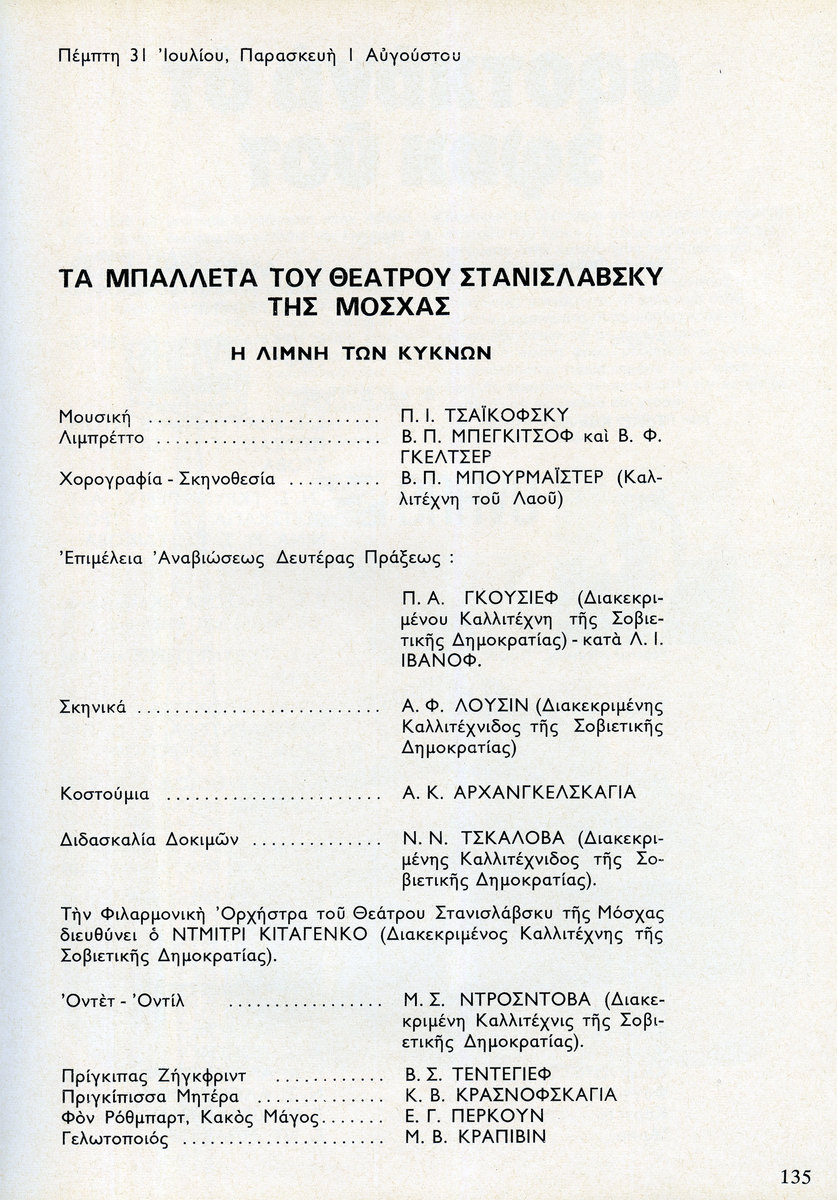 Πέμπτη 31 Ἰουλίου, Παρασκευὴ 1 Αὐγούστου
ΤΑ ΜΠΑΛΛΕΤΑ ΤΟΥ ΘΕΑΤΡΟΥ ΣΤΑΝΙΣΛΑΒΣΚΥ
ΤΗΣ ΜΟΣΧΑΣ
Η ΛΙΜΝΗ ΤΩΝ ΚΥΚΝΩΝ
Μουσικὴ ........................ Π. Ι. ΤΣΑΪΚΟΦΣΚΥ
Λιμπρέττο ....................... Β. Π. ΜΠΕΓΚΙΤΣΟΦ καὶ Β. Φ.
ΓΚΕΛΤΣΕΡ
Χορογραφία - Σκηνοθεσία .......... Β. Π. ΜΠΟΥΡΜΑΪΣΤΕΡ (Καλ-
λιτέχνη τοῦ Λαοῦ)
Ἐπιμέλεια Ἀναβιώσεως Δευτέρας Πράξεως :
Π. Α. ΓΚΟΥΣΙΕΦ (Διακεκρι-
μένου Καλλιτέχνη τῆς Σοβιε-
τικῆς Δημοκρατίας) - κατὰ Λ. Ι.
ΙΒΑΝΟΦ.
Σκηνικά ......................... Α. Φ. ΛΟΥΣΙΝ (Διακεκριμένης
Καλλιτέχνιδος τῆς Σοβιετικῆς
Δημοκρατίας)
Κοστούμια ...................... Α. Κ. ΑΡΧΑΝΓΚΕΛΣΚΑΓΙΑ
Διδασκαλία Δοκιμῶν ............. Ν. Ν. ΤΣΚΑΛΟΒΑ (Διακεκρι-
μένης Καλλιτέχνιδος τῆς Σο-
βιετικῆς Δημοκρατίας).
Τὴν Φιλαρμονικὴ Ὀρχήστρα τοῦ Θεάτρου Στανισλάβσκυ τῆς Μόσχας
διευθύνει ὁ ΝΤΜΙΤΡΙ ΚΙΤΑΓΕΝΚΟ (Διακεκριμένος Καλλιτέχνης τῆς
Σοβιετικῆς Δημοκρατίας).
Ὀντὲτ - Ὀντίλ ................ Μ. Σ. ΝΤΡΟΣΝΤΟΒΑ (Διακε-
κριμένη Καλλιτέχνις τῆς Σοβι-
ετικῆς Δημοκρατίας).
Πρίγκιπας Ζήγκφριντ ............ Β. Σ. ΤΕΝΤΕΓΙΕΦ
Πριγκίπισσα Μητέρα ............. Κ. Β. ΚΡΑΣΝΟΦΣΚΑΓΙΑ
Φὸν Ρόθμπαρτ, Κακὸς Μάγος....... Ε. Γ. ΠΕΡΚΟΥΝ
Γελωτοποιός ..................... Μ. Β. ΚΡΑΠΙΒΙΝ
135